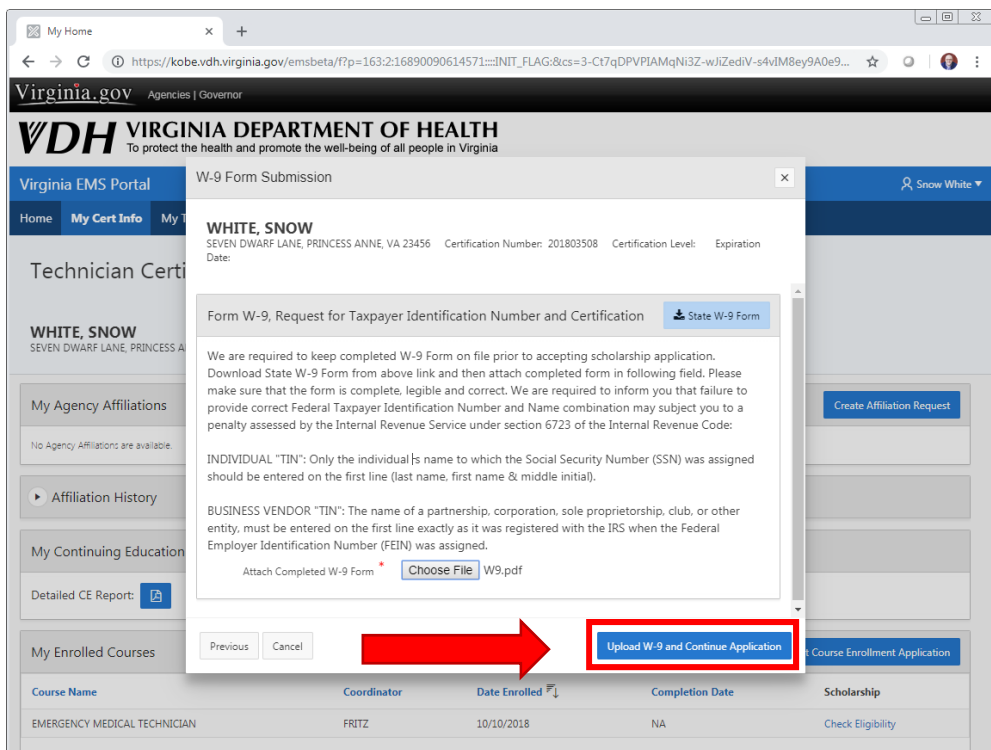 My Home
https://kobe.vdh.virginia.gov/emsbeta/f?p=163:2:16890090614571::::INIT_FLAG:&cs=3-Ct7qDPVPIAMqNi3Z-wJiZediV-s4vIM8ey9A0e9...
Virginia.gov Agencies | Governor
VDH VIRGINIA DEPARTMENT OF HEALTH
To protect the health and promote the well-being of all people in Virginia
Virginia EMS Portal
Snow White
Home My Cert Info My T
Technician Certi
WHITE, SNOW
SEVEN DWARF LANE, PRINCESS A
My Agency Affiliations
Create Affiliation Request
No Agency Affiliations are available.
Affiliation History
My Continuing Education
Detailed CE Report:
My Enrolled Courses
t Course Enrollment Application
Course Name Coordinator Date Enrolled Completion Date Scholarship
EMERGENCY MEDICAL TECHNICIAN FRITZ 10/10/2018 NA Check Eligibility
W-9 Form Submission
WHITE, SNOW
SEVEN DWARF LANE, PRINCESS ANNE, VA 23456 Certification Number: 201803508 Certification Level: Expiration
Date:
Form W-9, Request for Taxpayer Identification Number and Certification
State W-9 Form
We are required to keep completed W-9 Form on file prior to accepting scholarship application.
Download State W-9 Form from above link and then attach completed form in following field. Please
make sure that the form is complete, legible and correct. We are required to inform you that failure to
provide correct Federal Taxpayer Identification Number and Name combination may subject you to a
penalty assessed by the Internal Revenue Service under section 6723 of the Internal Revenue Code:
INDIVIDUAL "TIN": Only the individual 's name to which the Social Security Number (SSN) was assigned
should be entered on the first line (last name, first name & middle initial).
BUSINESS VENDOR "TIN": The name of a partnership, corporation, sole proprietorship, club, or other
entity, must be entered on the first line exactly as it was registered with the IRS when the Federal
Employer Identification Number (FEIN) was assigned.
Attach Completed W-9 Form * Choose File W9.pdf
Previous Cancel Upload W-9 and Continue Application